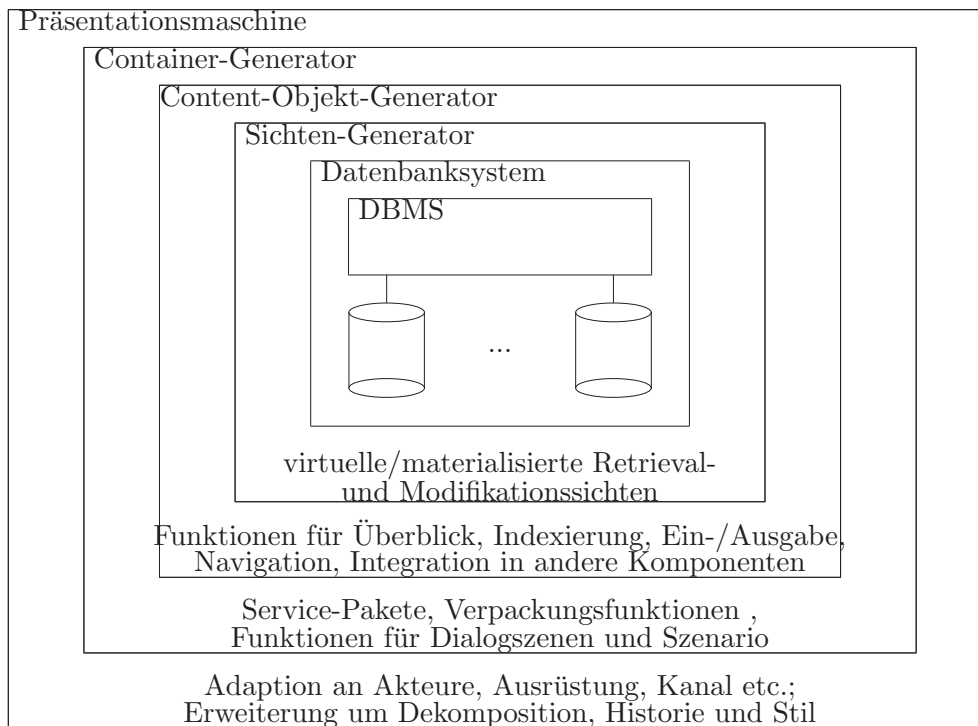 Präsentationsmaschine
Container-Generator
Content-Objekt-Generator
Sichten-Generator
Datenbanksystem
DBMS
...
virtuelle/materialisierte Retrieval-
und Modifikationssichten
Funktionen für Überblick, Indexierung, Ein-/Ausgabe,
Navigation, Integration in andere Komponenten
Service-Pakete, Verpackungsfunktionen ,
Funktionen für Dialogszenen und Szenario
Adaption an Akteure, Ausrüstung, Kanal etc.;
Erweiterung um Dekomposition, Historie und Stil